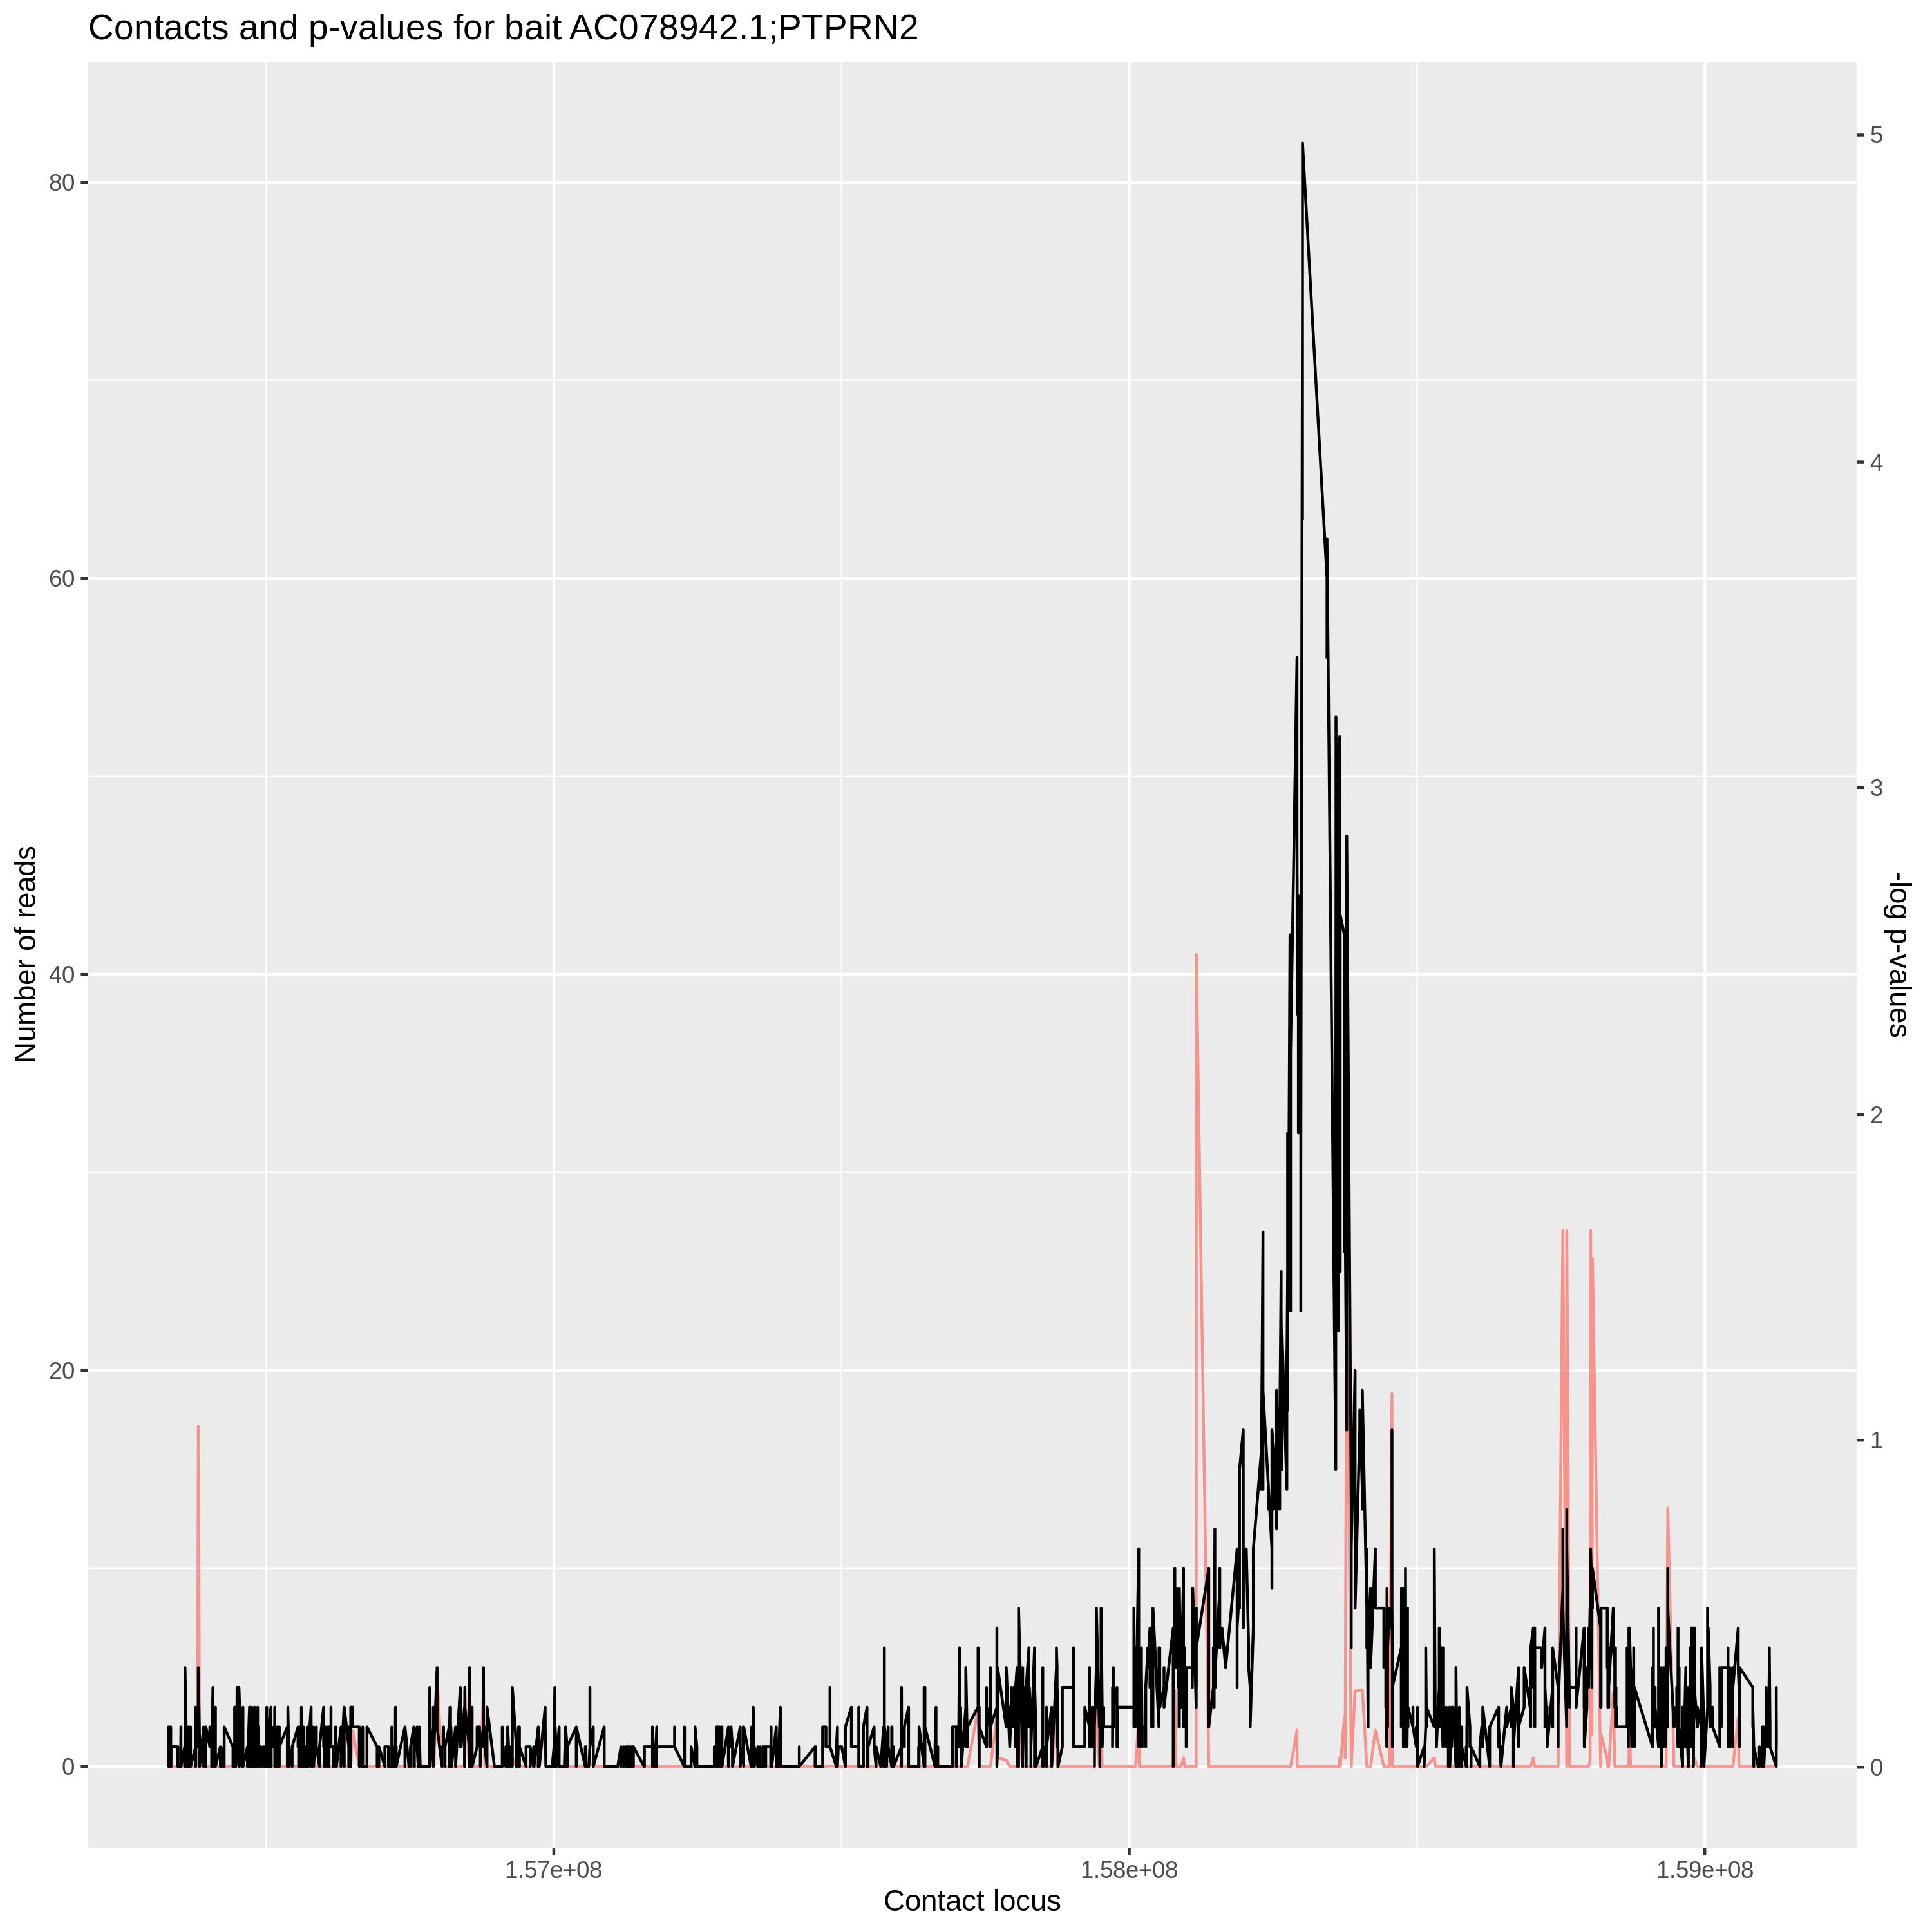 Contacts and p-values for bait AC078942.1;PTPRN2
Number of reads
80
60
40
20
0
5
4
3
2
1
0
-log p-values
1.57e+08
1.58e+08
1.59e+08
Contact locus